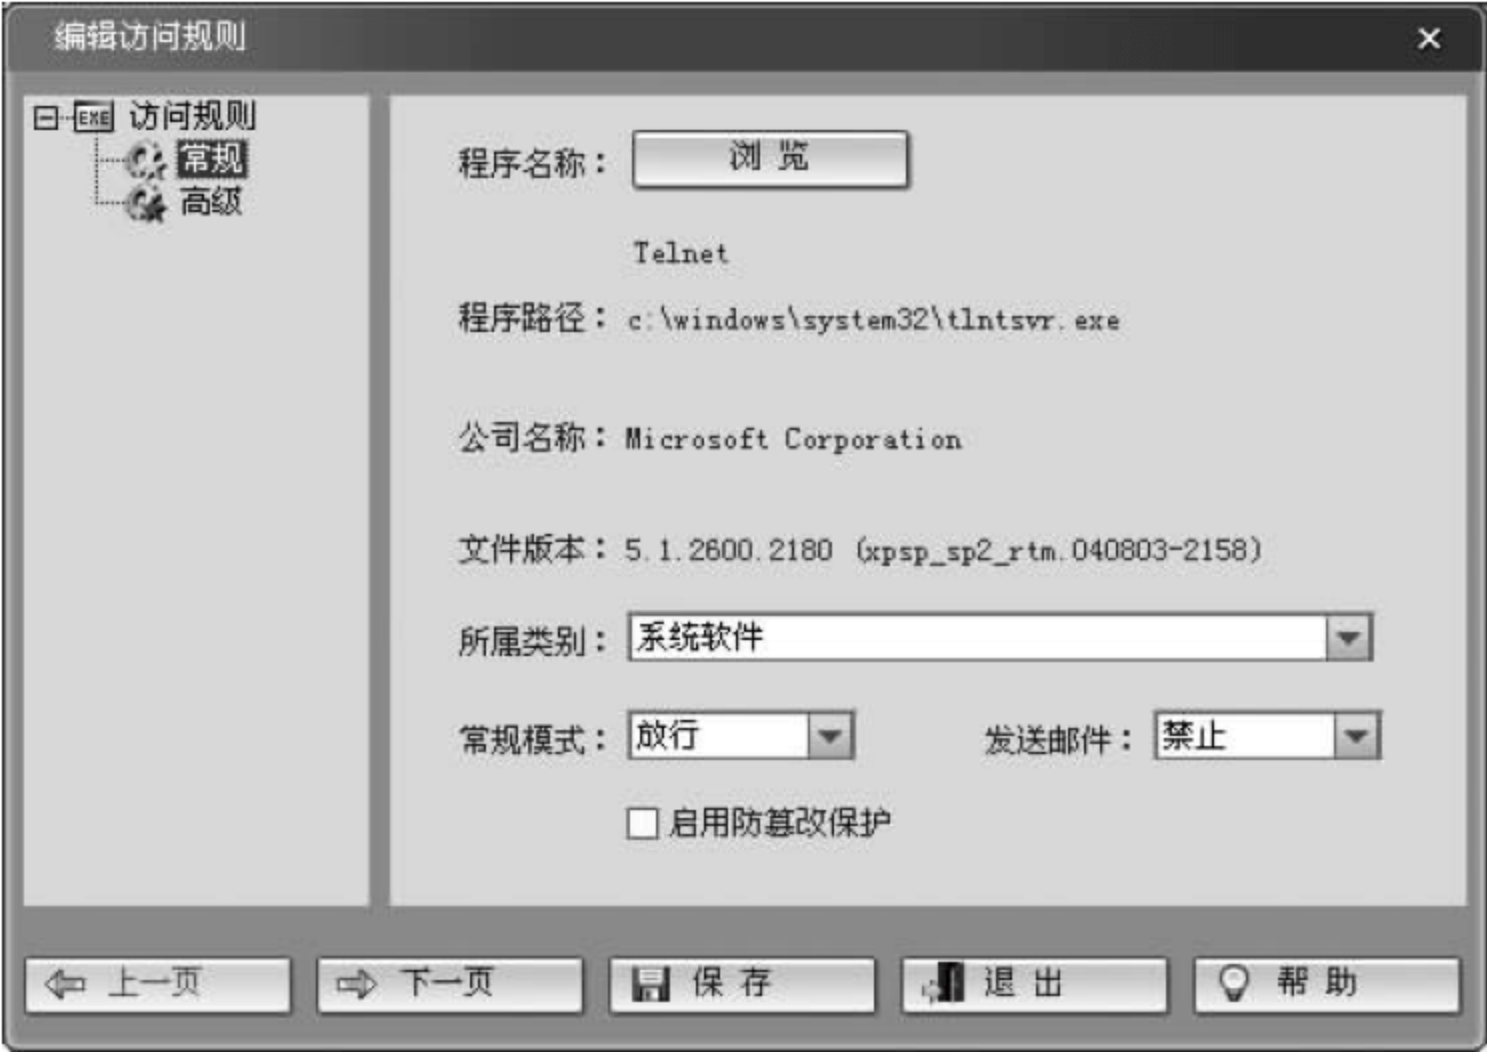 编辑访问规则
EXE 访问规则
常规
高级
程序名称： 浏 览
Telnet
程序路径： c:\windows\system32\tlntsvr.exe
公司名称： Microsoft Corporation
文件版本： 5.1.2600.2180 (xpsp_sp2_rtm.040803-2158)
所属类别： 系统软件
常规模式： 放行 发送邮件： 禁止
启用防篡改保护
上一页 下一页 保 存 退 出 帮 助